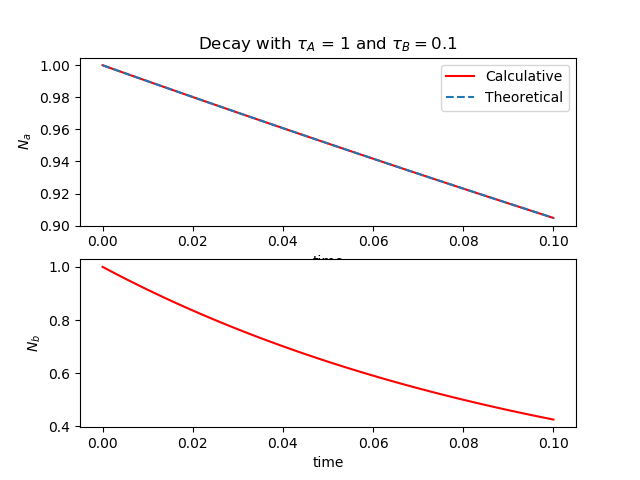 Decay with τ_A = 1 and τ_B = 0.1
1.00
0.98
0.96
0.94
0.92
0.90
N_a
Calculative
Theoretical
0.00 0.02 0.04 0.06 0.08 0.10
time
1.0
0.8
0.6
0.4
N_b
0.00 0.02 0.04 0.06 0.08 0.10
time